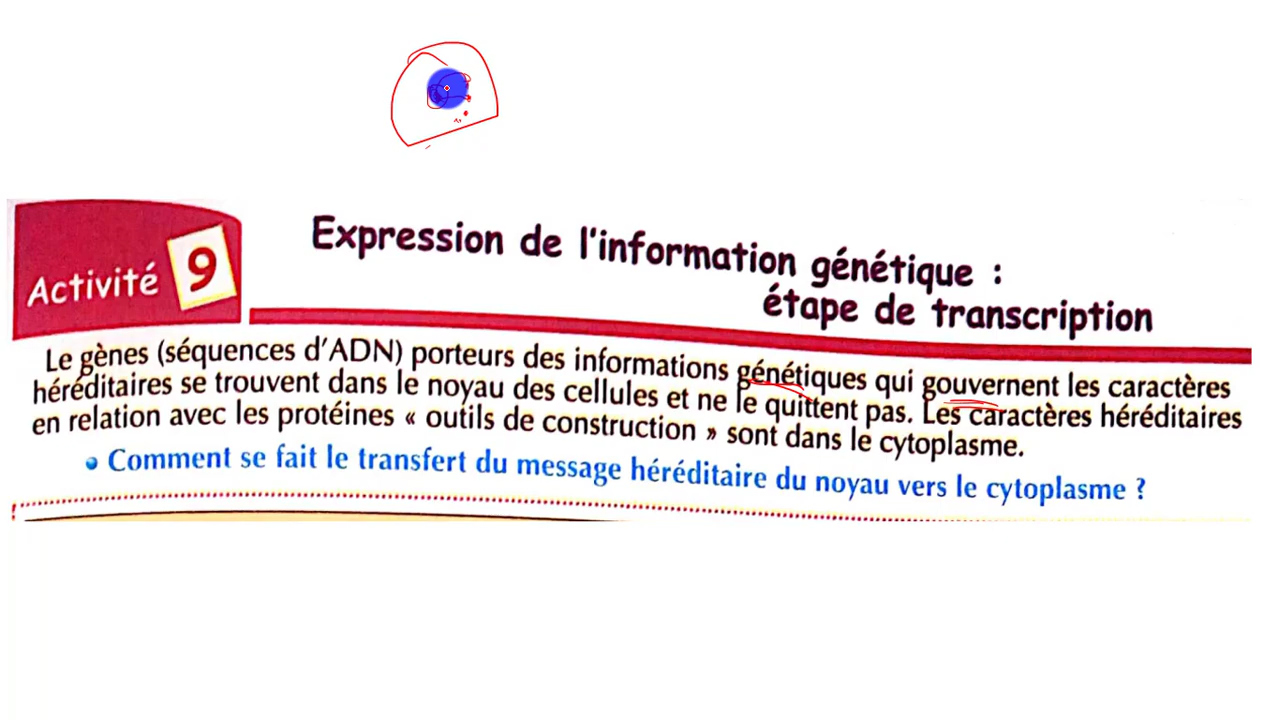 Activité 9
Expression de l'information génétique :
étape de transcription
Le gènes (séquences d'ADN) porteurs des informations génétiques qui gouvernent les caractères
héréditaires se trouvent dans le noyau des cellules et ne le quittent pas. Les caractères héréditaires
en relation avec les protéines « outils de construction » sont dans le cytoplasme.
Comment se fait le transfert du message héréditaire du noyau vers le cytoplasme ?